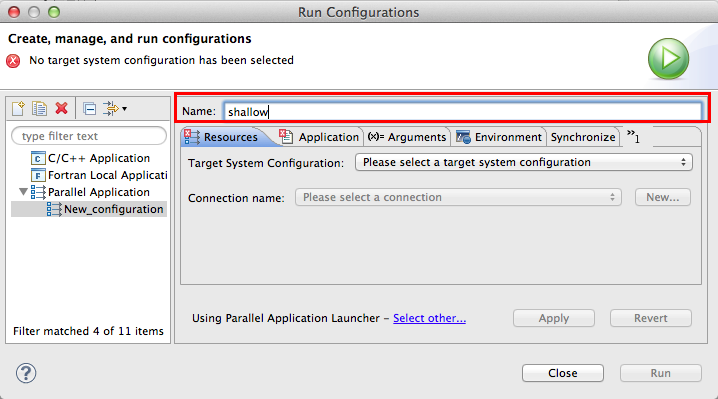 Run Configurations
Create, manage, and run configurations
No target system configuration has been selected
Name: shallow
type filter text
C/C++ Application
Fortran Local Applicati
Parallel Application
New_configuration
Filter matched 4 of 11 items
Resources Application (x)= Arguments Environment Synchronize »1
Target System Configuration: Please select a target system configuration
Connection name: Please select a connection New...
Using Parallel Application Launcher – Select other... Apply Revert
? Close Run